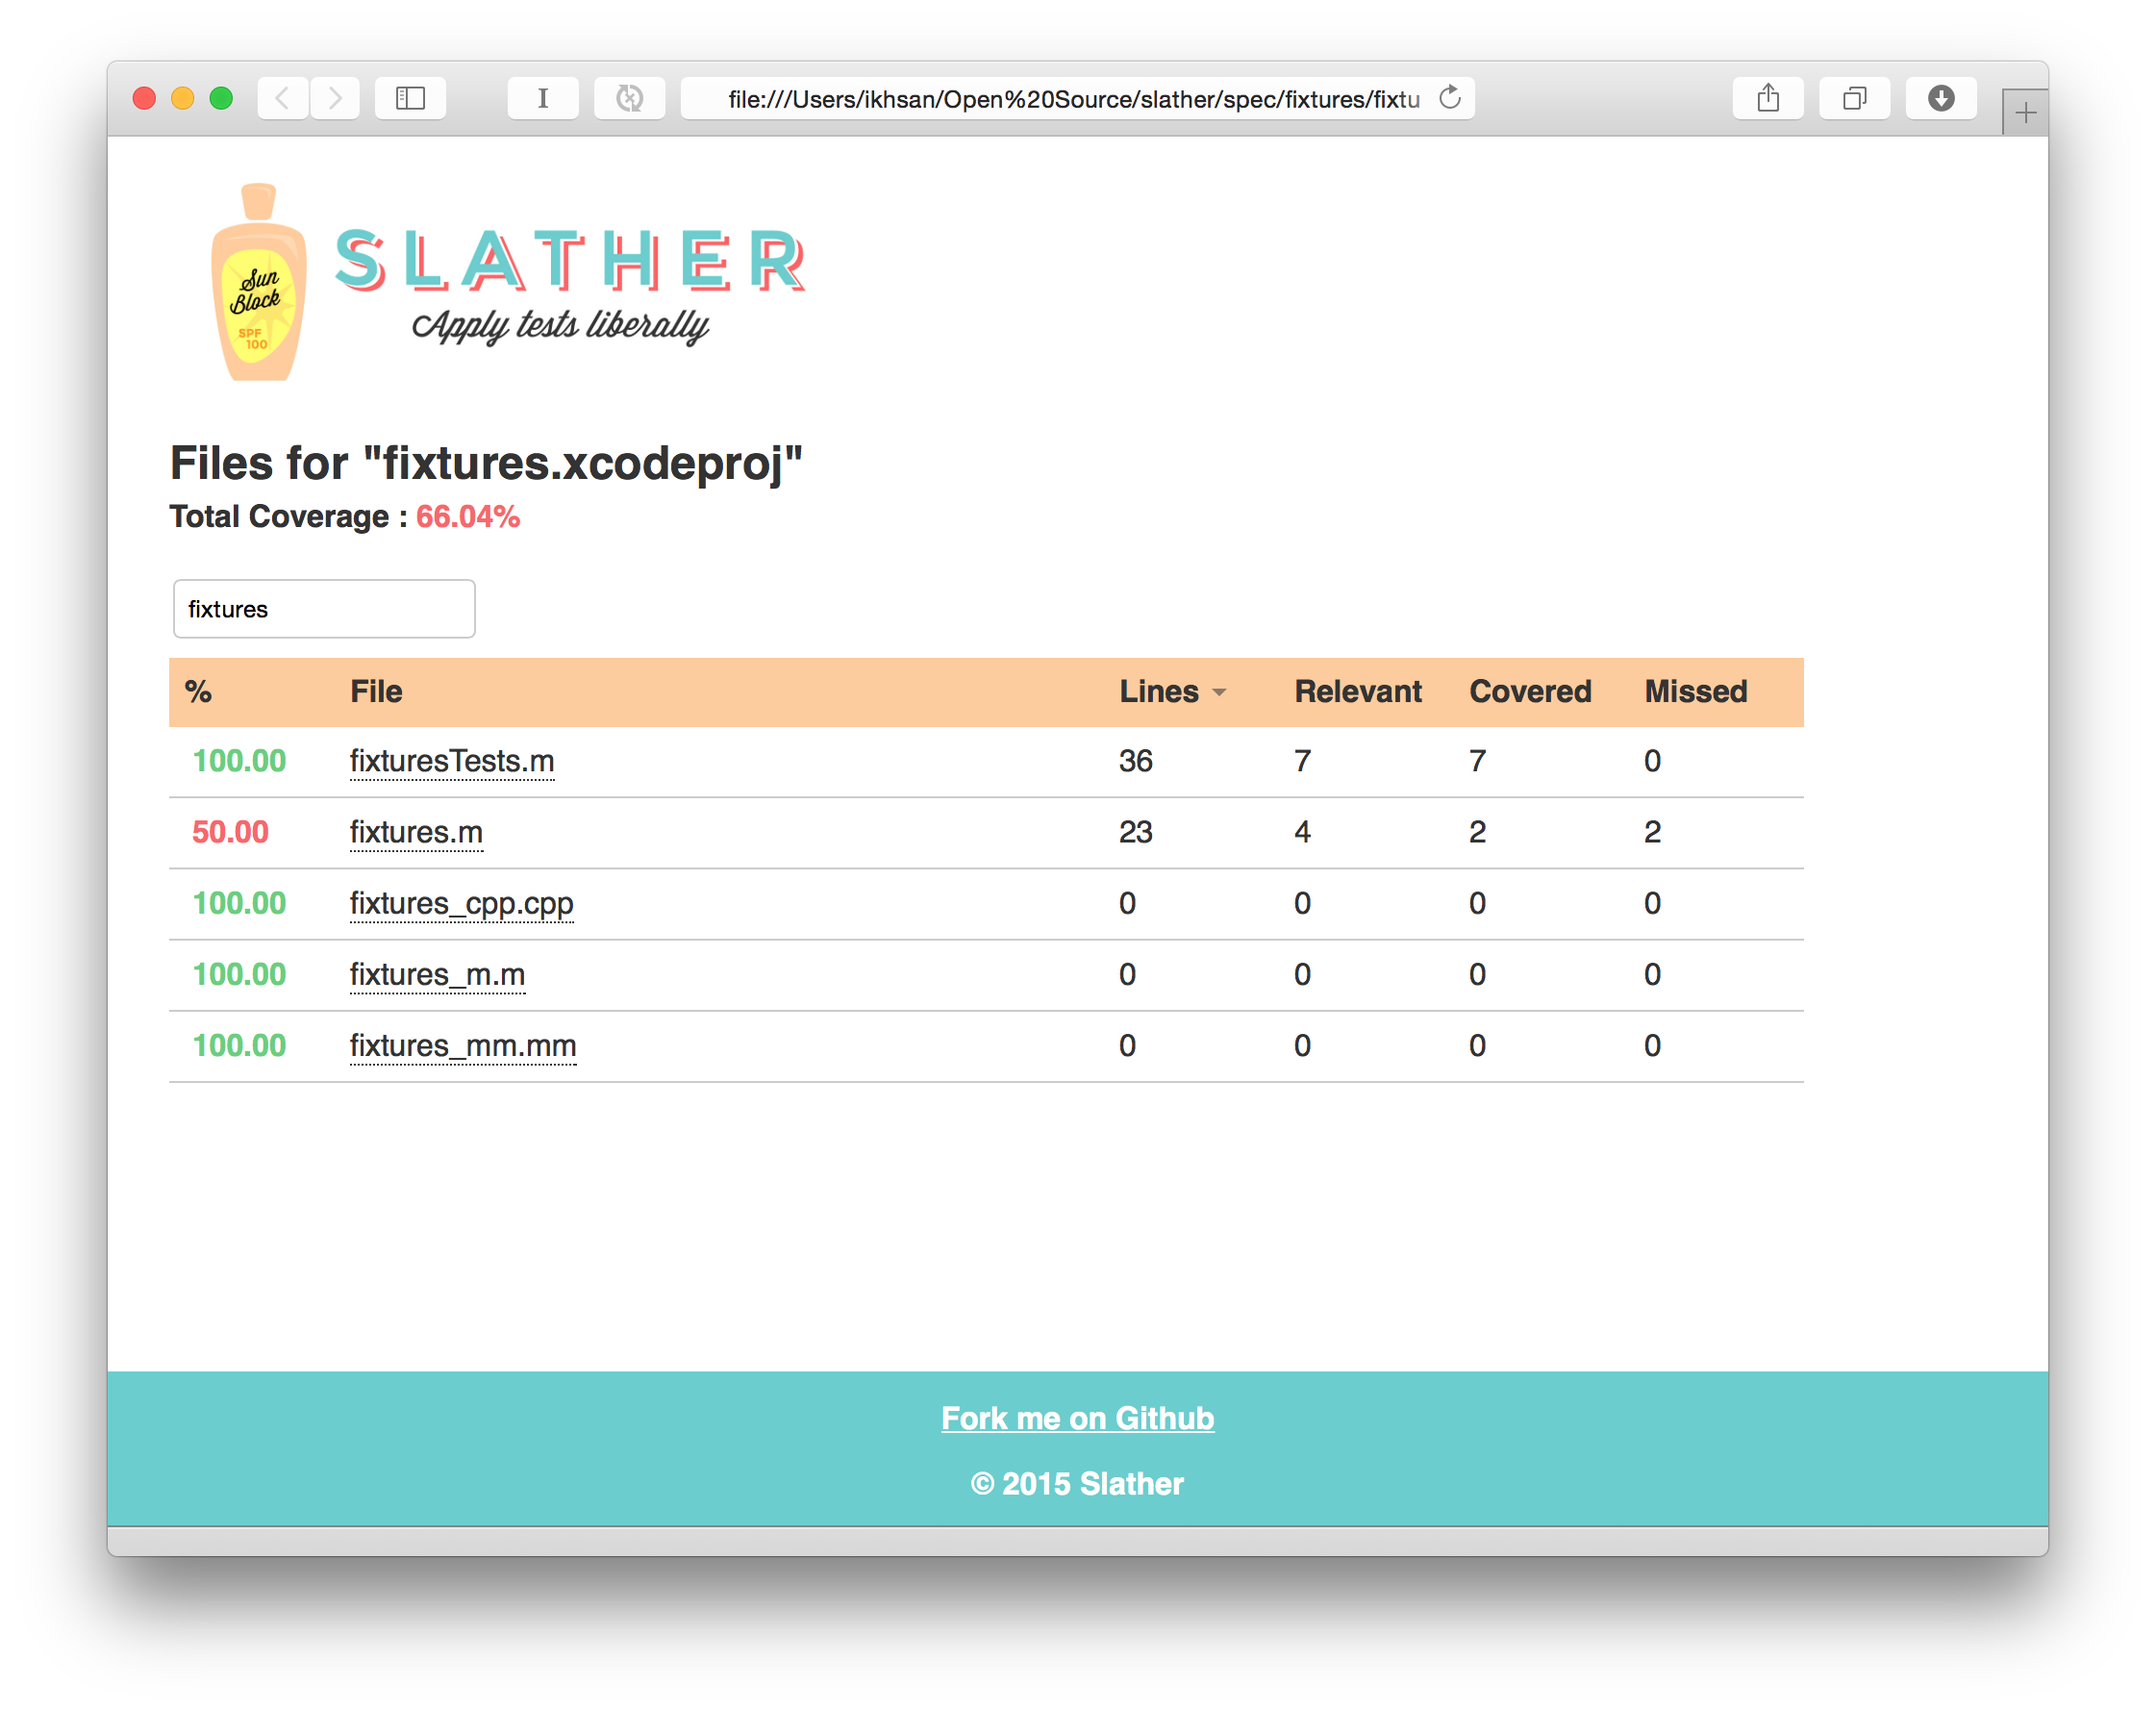 file:///Users/ikhsan/Open%20Source/slather/spec/fixtures/fixtu
Sun
Block
SPF
100
SLATHER
Apply tests liberally
Files for "fixtures.xcodeproj"
Total Coverage : 66.04%
fixtures
% File Lines Relevant Covered Missed
100.00 fixturesTests.m 36 7 7 0
50.00 fixtures.m 23 4 2 2
100.00 fixtures_cpp.cpp 0 0 0 0
100.00 fixtures_m.m 0 0 0 0
100.00 fixtures_mm.mm 0 0 0 0
Fork me on Github
© 2015 Slather